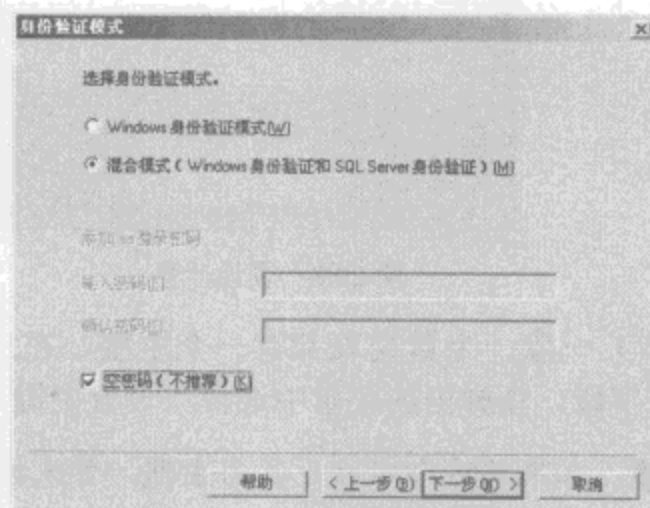 身份验证模式
选择身份验证模式。
Windows 身份验证模式(W)
混合模式（Windows 身份验证和 SQL Server 身份验证）(M)
添加 sa 登录密码:
输入密码(E)
确认密码
空密码（不推荐）(K)
帮助
< 上一步(B)
下一步(N) >
取消